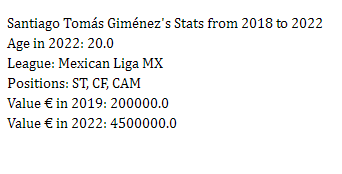 Santiago Tomás Giménez's Stats from 2018 to 2022
Age in 2022: 20.0
League: Mexican Liga MX
Positions: ST, CF, CAM
Value € in 2019: 200000.0
Value € in 2022: 4500000.0